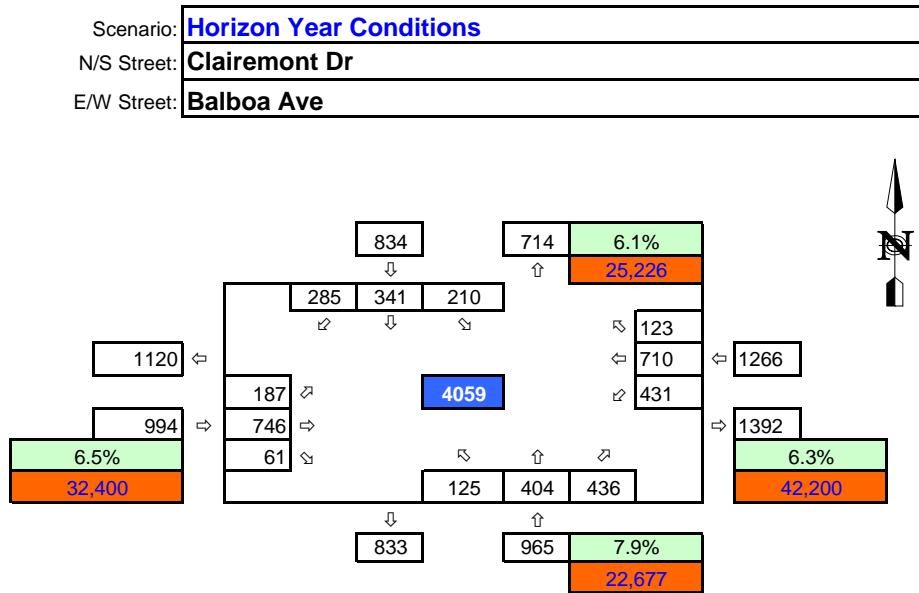 Scenario: Horizon Year Conditions
N/S Street: Clairemont Dr
E/W Street: Balboa Ave
N
834 714 6.1%
⇩ ⇧ 25,226
285 341 210
⬃ ⇩ ⬂ ⬁ 123
1120 ⇦ ⇦ 710 ⇦ 1266
187 ⬀ 4059 ⬃ 431
994 ⇨ 746 ⇨ ⇨ 1392
6.5% 61 ⬂ ⬁ ⇧ ⬀ 6.3%
32,400 125 404 436 42,200
⇩ ⇧
833 965 7.9%
22,677